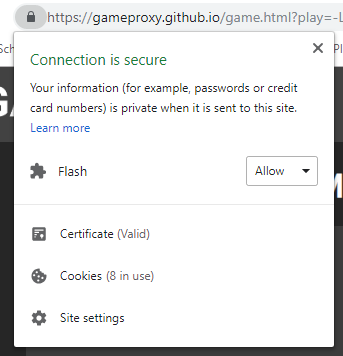 https://gameproxy.github.io/game.html?play=-L
Connection is secure
Your information (for example, passwords or credit
card numbers) is private when it is sent to this site.
Learn more
Flash
Allow
Certificate (Valid)
Cookies (8 in use)
Site settings